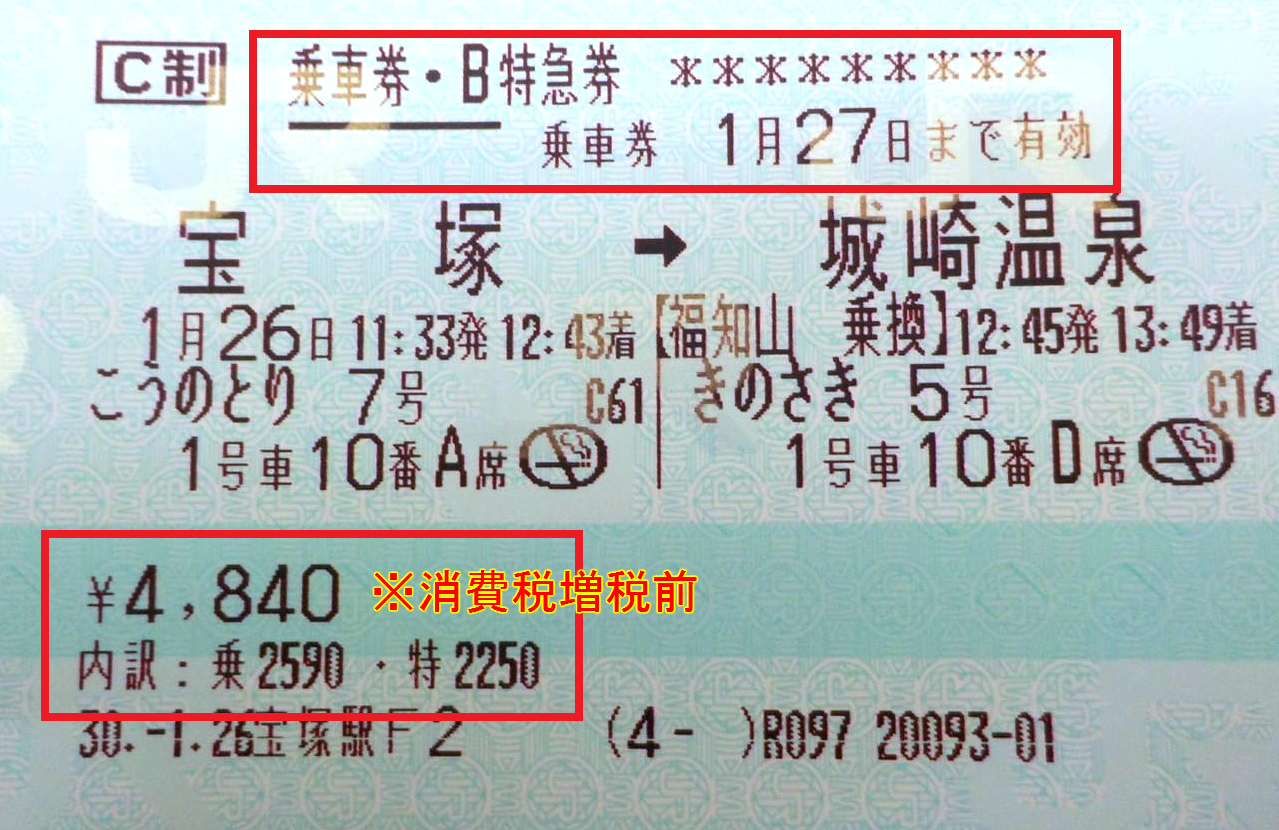 C制 乗車券・B特急券 *********
乗車券 1月27日まで有効
宝塚 → 城崎温泉
1月26日 11:33発 12:43着【福知山 乗換】12:45発 13:49着
こうのとり 7号 C61 きのさき 5号 C16
1号車10番A席 1号車10番D席
¥4,840 ※消費税増税前
内訳:乗2590・特2250
30.-1.26宝塚駅F2 (4- )R097 20093-01